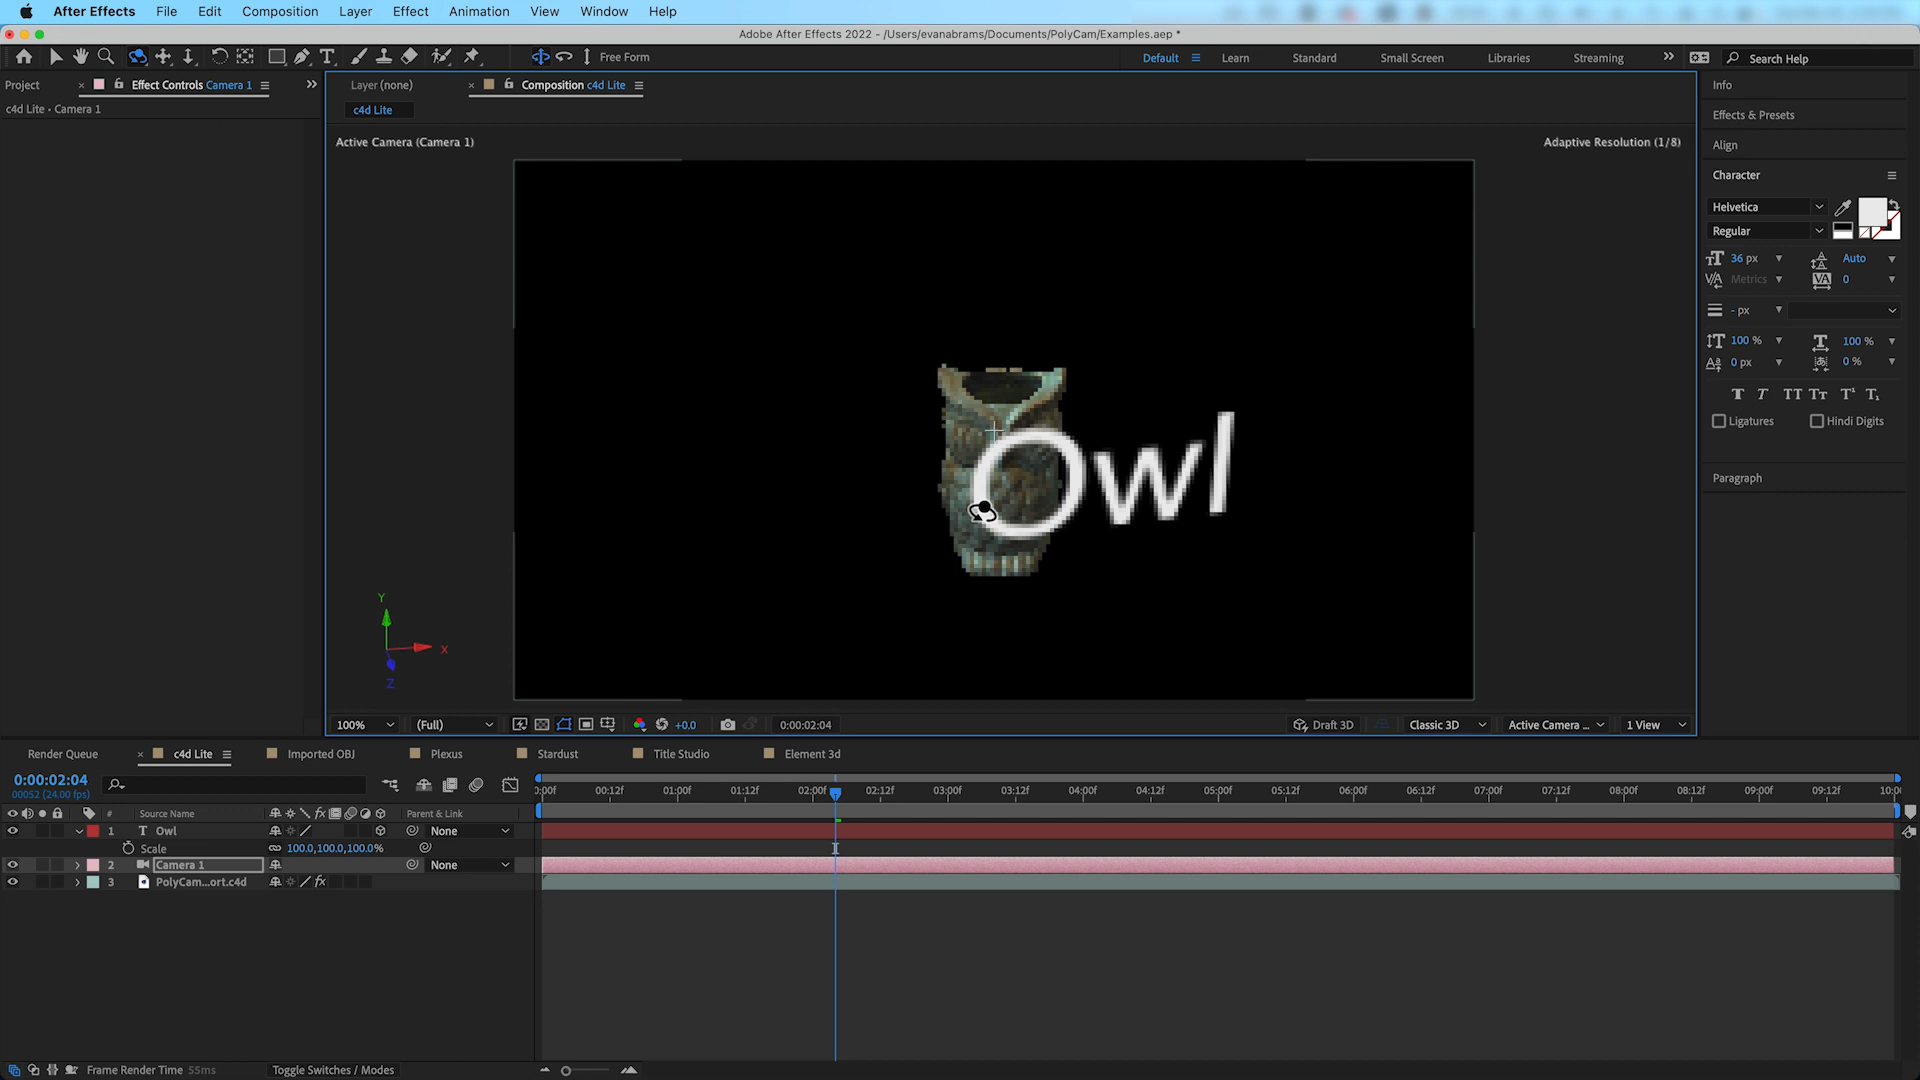 After Effects File Edit Composition Layer Effect Animation View Window Help
Adobe After Effects 2022 - /Users/evanabrams/Documents/PolyCam/Examples.aep *
Free Form
Default Learn Standard Small Screen Libraries Streaming Search Help
Project
Effect Controls Camera 1
c4d Lite • Camera 1
Layer (none)
Composition c4d Lite
c4d Lite
Active Camera (Camera 1)
Adaptive Resolution (1/8)
Owl
Y
X
Z
100% (Full) +0.0 0:00:02:04 Draft 3D Classic 3D Active Camera ... 1 View
Info
Effects & Presets
Align
Character
Helvetica
Regular
36 px Auto
Metrics 0
- px
100 % 100 %
0 px 0 %
Ligatures Hindi Digits
Paragraph
Render Queue c4d Lite Imported OBJ Plexus Stardust Title Studio Element 3d
0:00:02:04
00052 (24.00 fps)
0:00f 00:12f 01:00f 01:12f 02:00f 02:12f 03:00f 03:12f 04:00f 04:12f 05:00f 05:12f 06:00f 06:12f 07:00f 07:12f 08:00f 08:12f 09:00f 09:12f 10:0
# Source Name Parent & Link
1 Owl None
Scale 100.0,100.0,100.0%
2 Camera 1 None
3 PolyCam...ort.c4d
Frame Render Time 55ms Toggle Switches / Modes